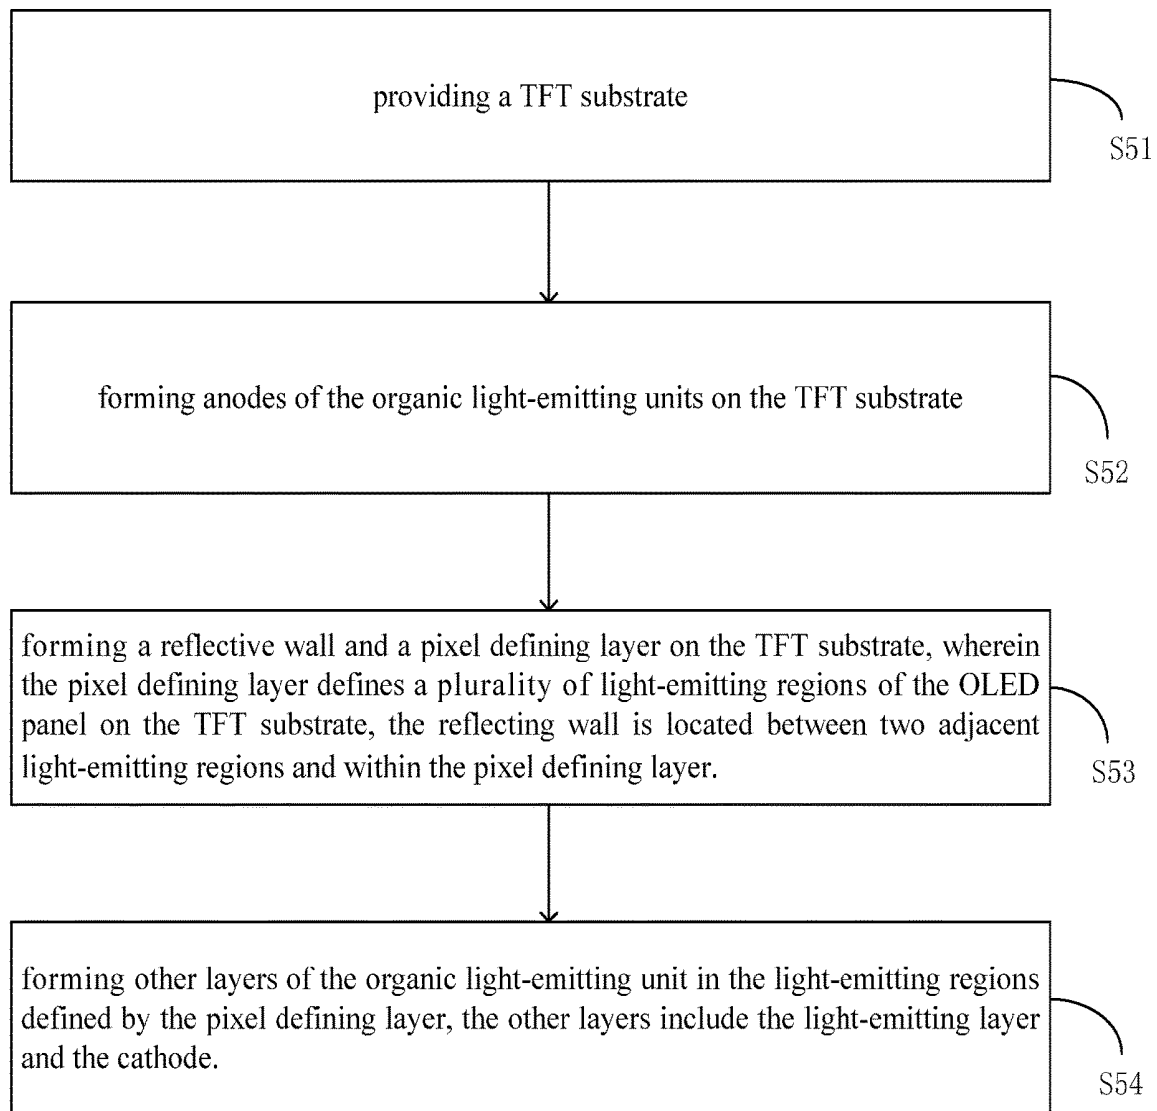 providing a TFT substrate
S51
forming anodes of the organic light-emitting units on the TFT substrate
S52
forming a reflective wall and a pixel defining layer on the TFT substrate, wherein
the pixel defining layer defines a plurality of light-emitting regions of the OLED
panel on the TFT substrate, the reflecting wall is located between two adjacent
light-emitting regions and within the pixel defining layer.
S53
forming other layers of the organic light-emitting unit in the light-emitting regions
defined by the pixel defining layer, the other layers include the light-emitting layer
and the cathode.
S54